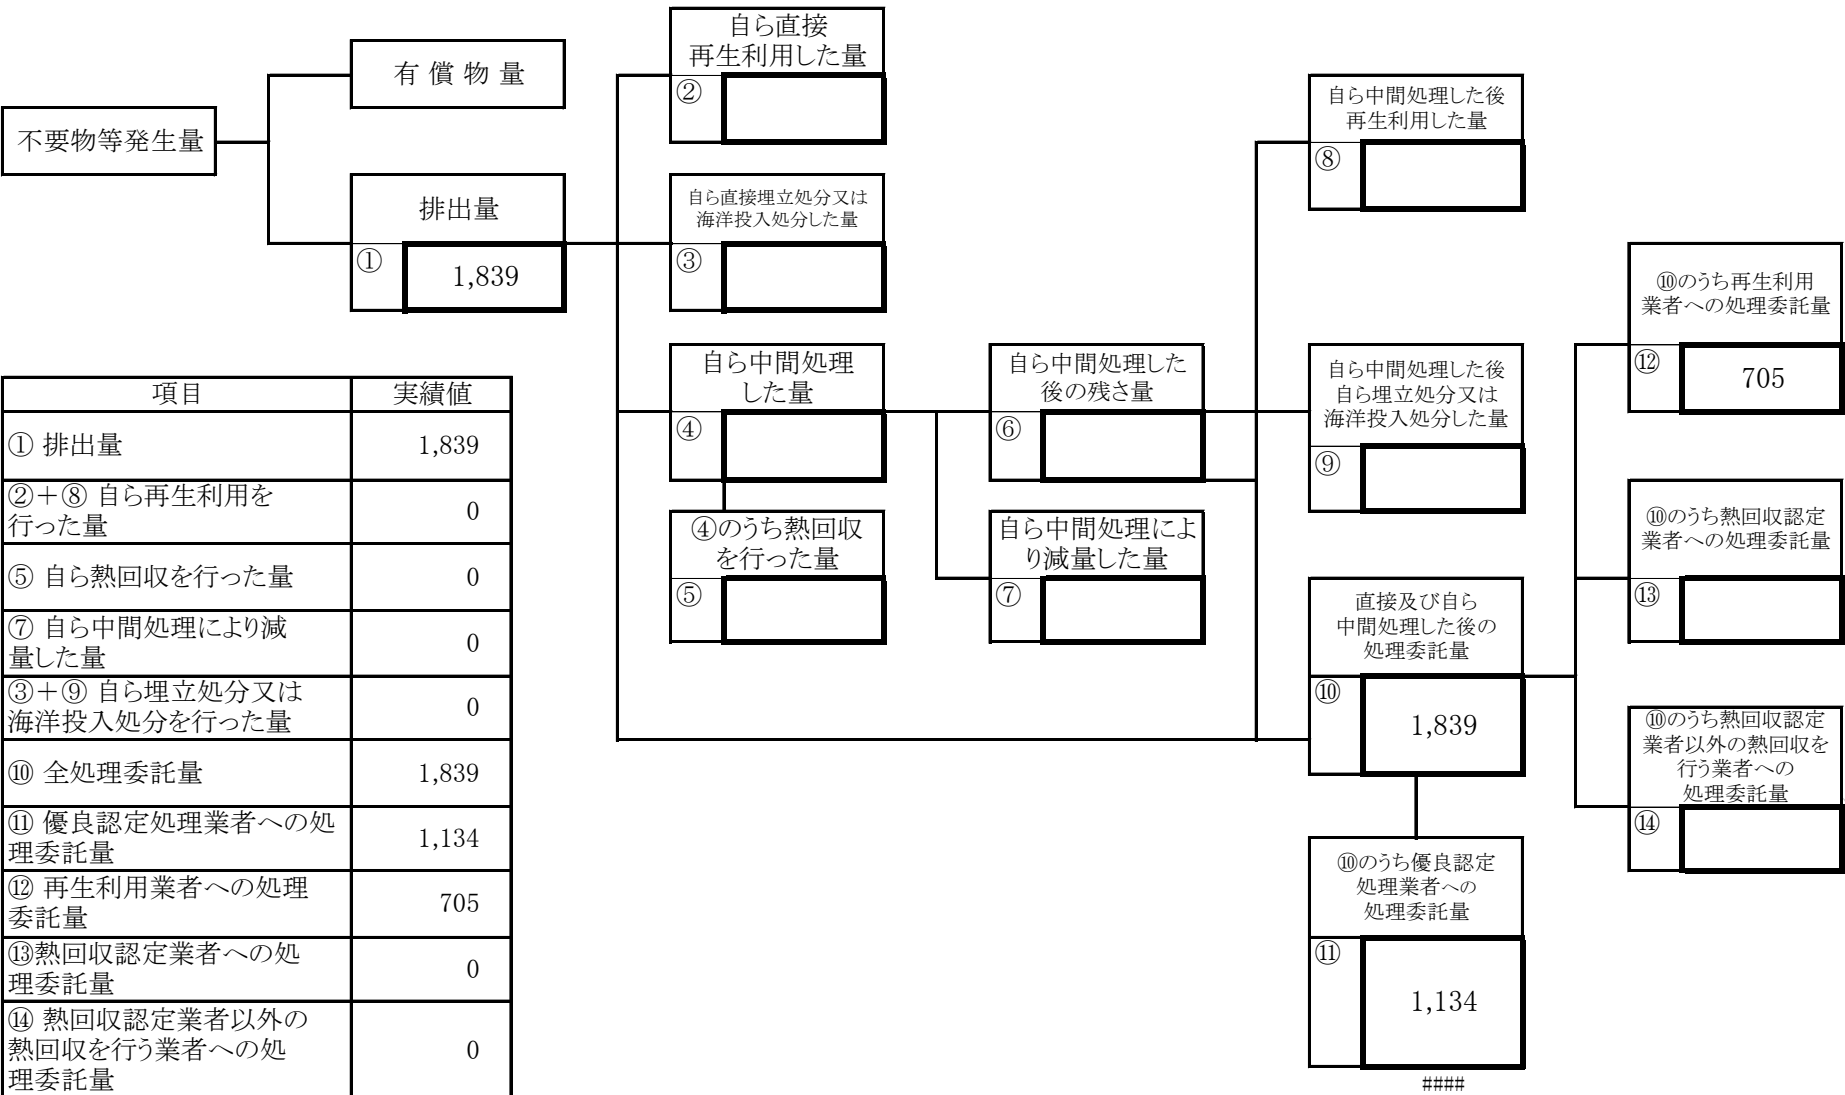 不要物等発生量
有 償 物 量
排出量
①
1,839
自ら直接
再生利用した量
②
自ら直接埋立処分又は
海洋投入処分した量
③
自ら中間処理
した量
④
④のうち熱回収
を行った量
⑤
自ら中間処理した
後の残さ量
⑥
自ら中間処理によ
り減量した量
⑦
自ら中間処理した後
再生利用した量
⑧
自ら中間処理した後
自ら埋立処分又は
海洋投入処分した量
⑨
直接及び自ら
中間処理した後の
処理委託量
⑩
1,839
⑩のうち優良認定
処理業者への
処理委託量
⑪
1,134
####
⑩のうち再生利用
業者への処理委託量
⑫
705
⑩のうち熱回収認定
業者への処理委託量
⑬
⑩のうち熱回収認定
業者以外の熱回収を
行う業者への
処理委託量
⑭
項目 実績値
① 排出量 1,839
②＋⑧ 自ら再生利用を
行った量 0
⑤ 自ら熱回収を行った量 0
⑦ 自ら中間処理により減
量した量 0
③＋⑨ 自ら埋立処分又は
海洋投入処分を行った量 0
⑩ 全処理委託量 1,839
⑪ 優良認定処理業者への処
理委託量 1,134
⑫ 再生利用業者への処理
委託量 705
⑬熱回収認定業者への処
理委託量 0
⑭ 熱回収認定業者以外の
熱回収を行う業者への処
理委託量 0